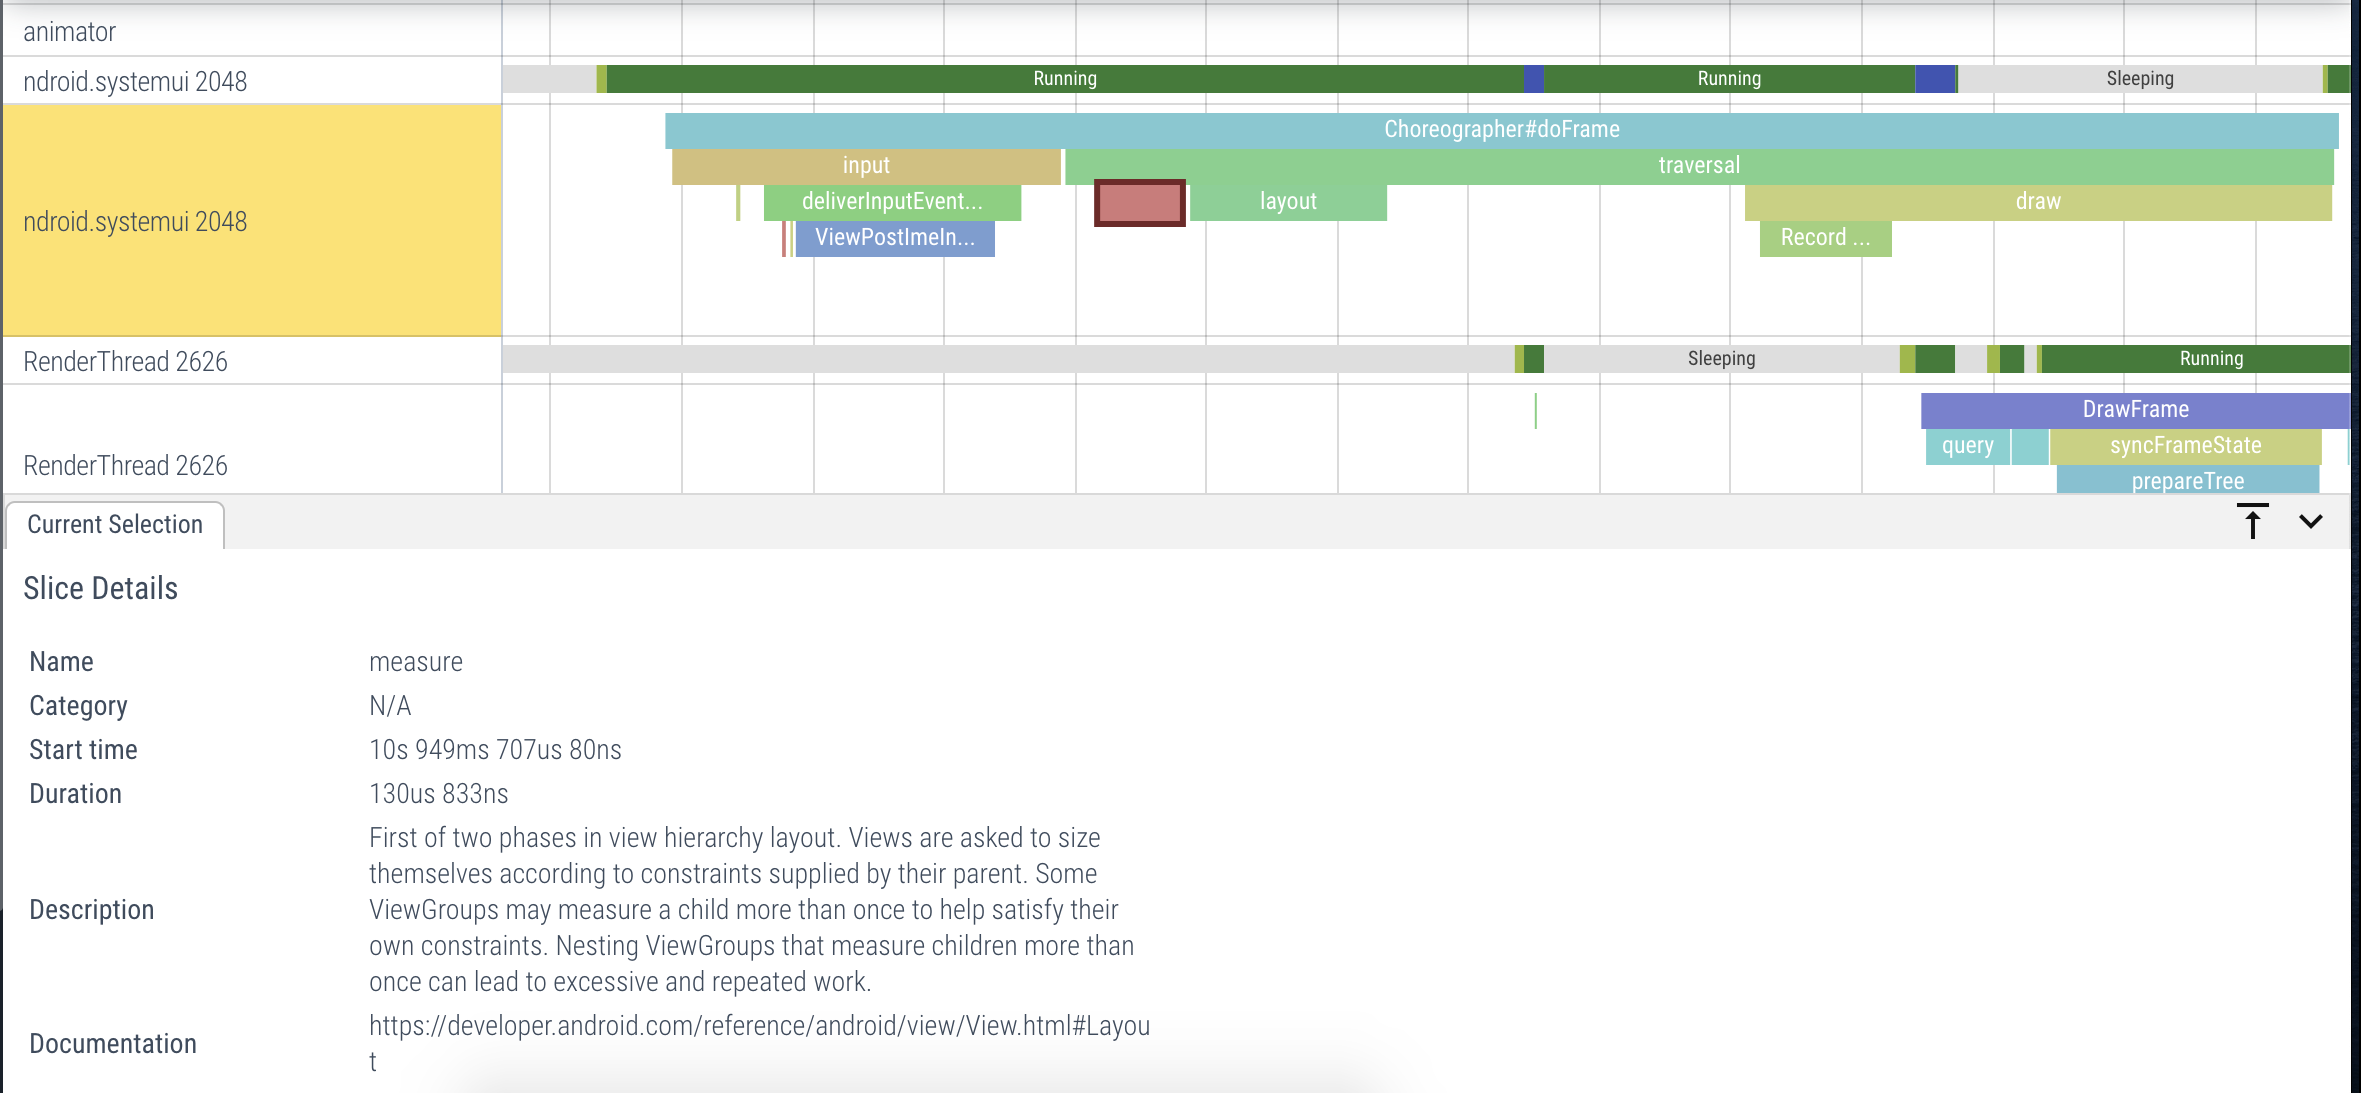 animator
ndroid.systemui 2048
Running
Running
Sleeping
Choreographer#doFrame
input
traversal
ndroid.systemui 2048
deliverInputEvent...
layout
draw
ViewPostImeIn...
Record ...
RenderThread 2626
Sleeping
Running
RenderThread 2626
DrawFrame
query
syncFrameState
prepareTree
Current Selection
Slice Details
Name measure
Category N/A
Start time 10s 949ms 707us 80ns
Duration 130us 833ns
Description
First of two phases in view hierarchy layout. Views are asked to size
themselves according to constraints supplied by their parent. Some
ViewGroups may measure a child more than once to help satisfy their
own constraints. Nesting ViewGroups that measure children more than
once can lead to excessive and repeated work.
Documentation
https://developer.android.com/reference/android/view/View.html#Layou
t